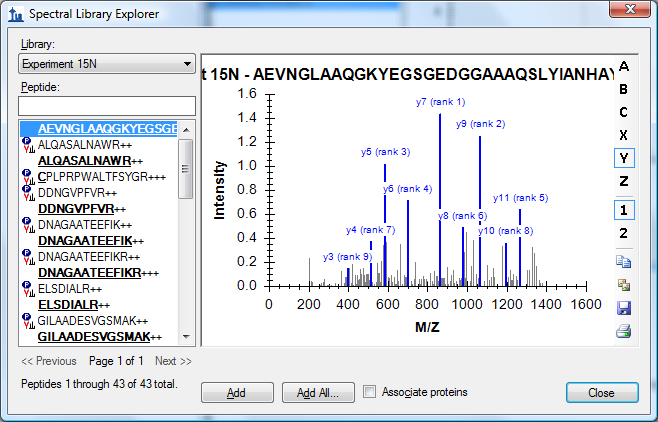 Spectral Library Explorer
Library:
Experiment 15N
Peptide:
AEVNGLAAQGKYEGSGE
ALQASALNAWR++
ALQASALNAWR++
CPLPRPWALTFSYGR+++
DDNGVPFVR++
DDNGVPFVR++
DNAGAATEEFIK++
DNAGAATEEFIK++
DNAGAATEEFIKR++
DNAGAATEEFIKR+++
ELSDIALR++
ELSDIALR++
GILAADESVGSMAK++
GILAADESVGSMAK++
<< Previous Page 1 of 1 Next >>
Peptides 1 through 43 of 43 total.
t 15N - AEVNGLAAQGKYEGSGEDGGAAAQSLYIANHAY
Intensity
1.6
1.4
1.2
1.0
0.8
0.6
0.4
0.2
0.0
y7 (rank 1)
y9 (rank 2)
y5 (rank 3)
y6 (rank 4)
y11 (rank 5)
y8 (rank 6)
y4 (rank 7)
y10 (rank 8)
y3 (rank 9)
0 200 400 600 800 1000 1200 1400 1600
M/Z
A
B
C
X
Y
Z
1
2
Add
Add All...
Associate proteins
Close